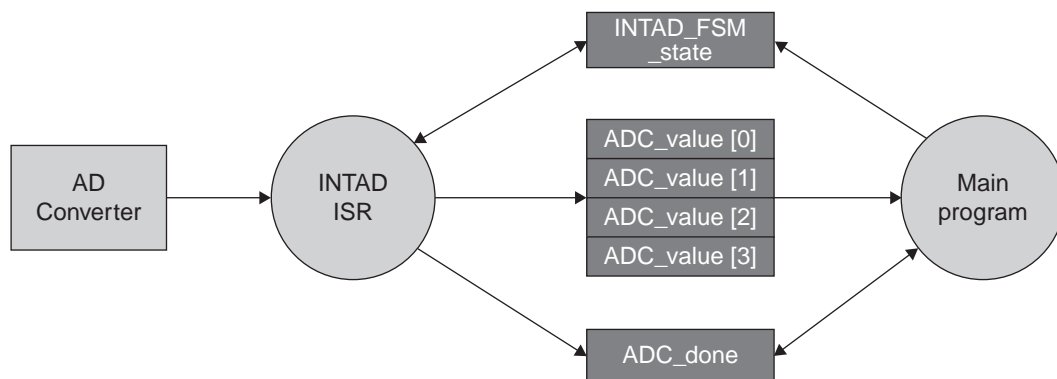 INTAD_FSM
_state
ADC_value [0]
ADC_value [1]
ADC_value [2]
ADC_value [3]
AD
Converter
INTAD
ISR
Main
program
ADC_done